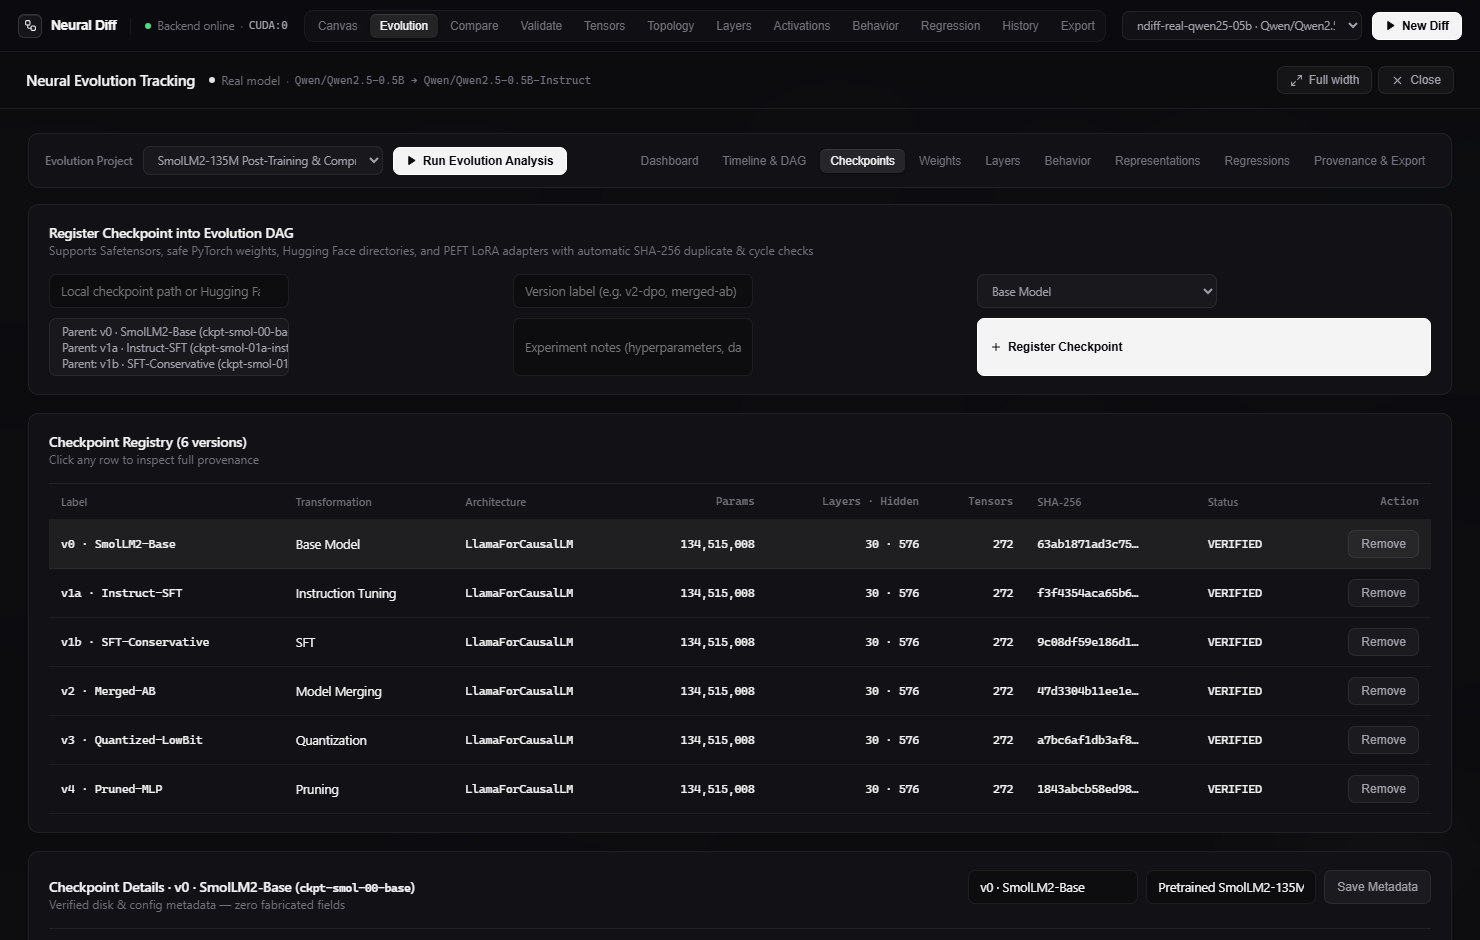 Neural Diff
Backend online · CUDA:0
Canvas Evolution Compare Validate Tensors Topology Layers Activations Behavior Regression History Export
ndiff-real-qwen25-05b · Qwen/Qwen2.!
New Diff
Neural Evolution Tracking
Real model · Qwen/Qwen2.5-0.5B → Qwen/Qwen2.5-0.5B-Instruct
Full width
Close
Evolution Project
SmolLM2-135M Post-Training & Compr
Run Evolution Analysis
Dashboard Timeline & DAG Checkpoints Weights Layers Behavior Representations Regressions Provenance & Export
Register Checkpoint into Evolution DAG
Supports Safetensors, safe PyTorch weights, Hugging Face directories, and PEFT LoRA adapters with automatic SHA-256 duplicate & cycle checks
Local checkpoint path or Hugging Fa
Version label (e.g. v2-dpo, merged-ab)
Base Model
Parent: v0 · SmolLM2-Base (ckpt-smol-00-ba
Parent: v1a · Instruct-SFT (ckpt-smol-01a-inst
Parent: v1b · SFT-Conservative (ckpt-smol-01
Experiment notes (hyperparameters, da
+ Register Checkpoint
Checkpoint Registry (6 versions)
Click any row to inspect full provenance
Label Transformation Architecture Params Layers · Hidden Tensors SHA-256 Status Action
v0 · SmolLM2-Base Base Model LlamaForCausalLM 134,515,008 30 · 576 272 63ab1871ad3c75… VERIFIED Remove
v1a · Instruct-SFT Instruction Tuning LlamaForCausalLM 134,515,008 30 · 576 272 f3f4354aca65b6… VERIFIED Remove
v1b · SFT-Conservative SFT LlamaForCausalLM 134,515,008 30 · 576 272 9c08df59e186d1… VERIFIED Remove
v2 · Merged-AB Model Merging LlamaForCausalLM 134,515,008 30 · 576 272 47d3304b11ee1e… VERIFIED Remove
v3 · Quantized-LowBit Quantization LlamaForCausalLM 134,515,008 30 · 576 272 a7bc6af1db3af8… VERIFIED Remove
v4 · Pruned-MLP Pruning LlamaForCausalLM 134,515,008 30 · 576 272 1843abcb58ed98… VERIFIED Remove
Checkpoint Details · v0 · SmolLM2-Base (ckpt-smol-00-base)
Verified disk & config metadata — zero fabricated fields
v0 · SmolLM2-Base
Pretrained SmolLM2-135M
Save Metadata